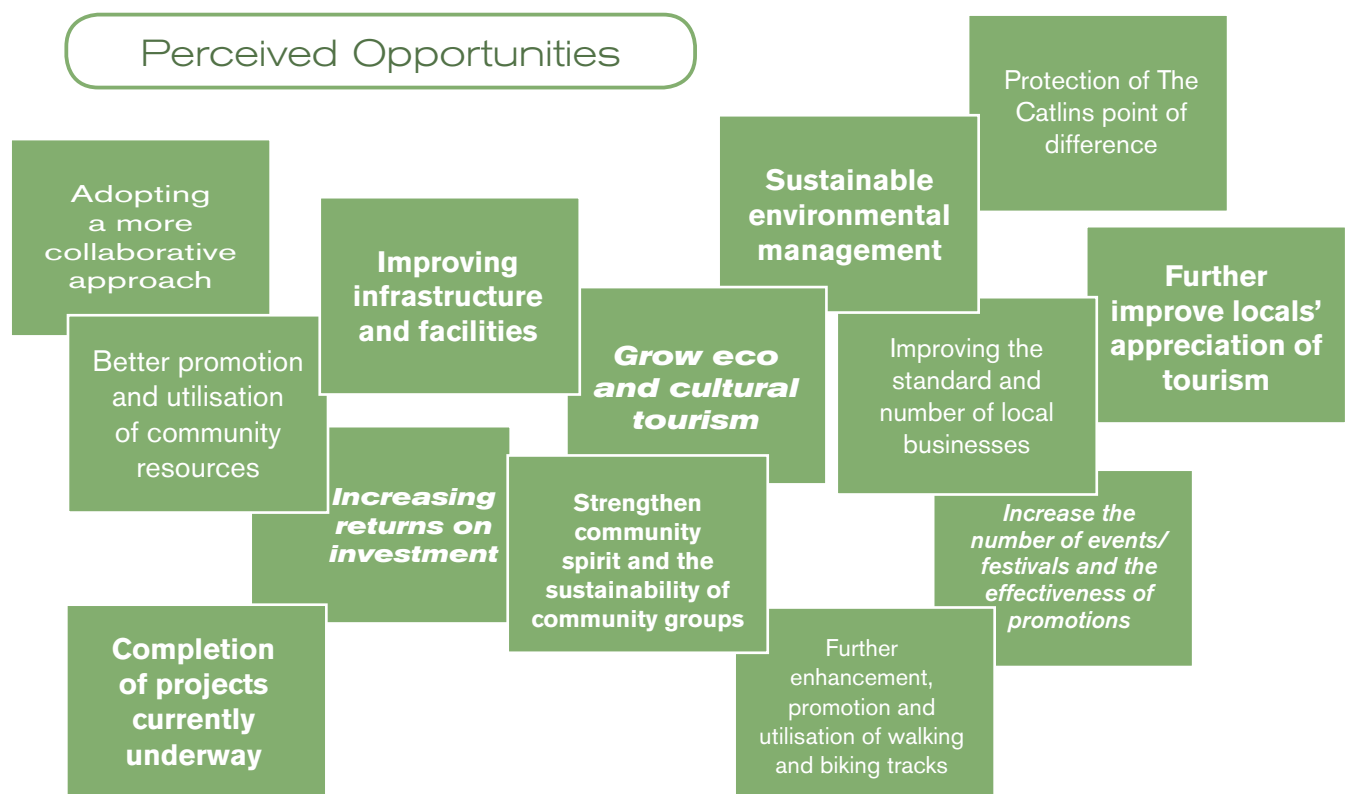 Perceived Opportunities
Protection of The
Catlins point of
difference
Adopting
a more
collaborative
approach
Sustainable
environmental
management
Improving
infrastructure
and facilities
Further
improve locals’
appreciation of
tourism
Better promotion
and utilisation
of community
resources
Grow eco
and cultural
tourism
Improving the
standard and
number of local
businesses
Increasing
returns on
investment
Strengthen
community
spirit and the
sustainability of
community groups
Increase the
number of events/
festivals and the
effectiveness of
promotions
Completion
of projects
currently
underway
Further
enhancement,
promotion and
utilisation of walking
and biking tracks